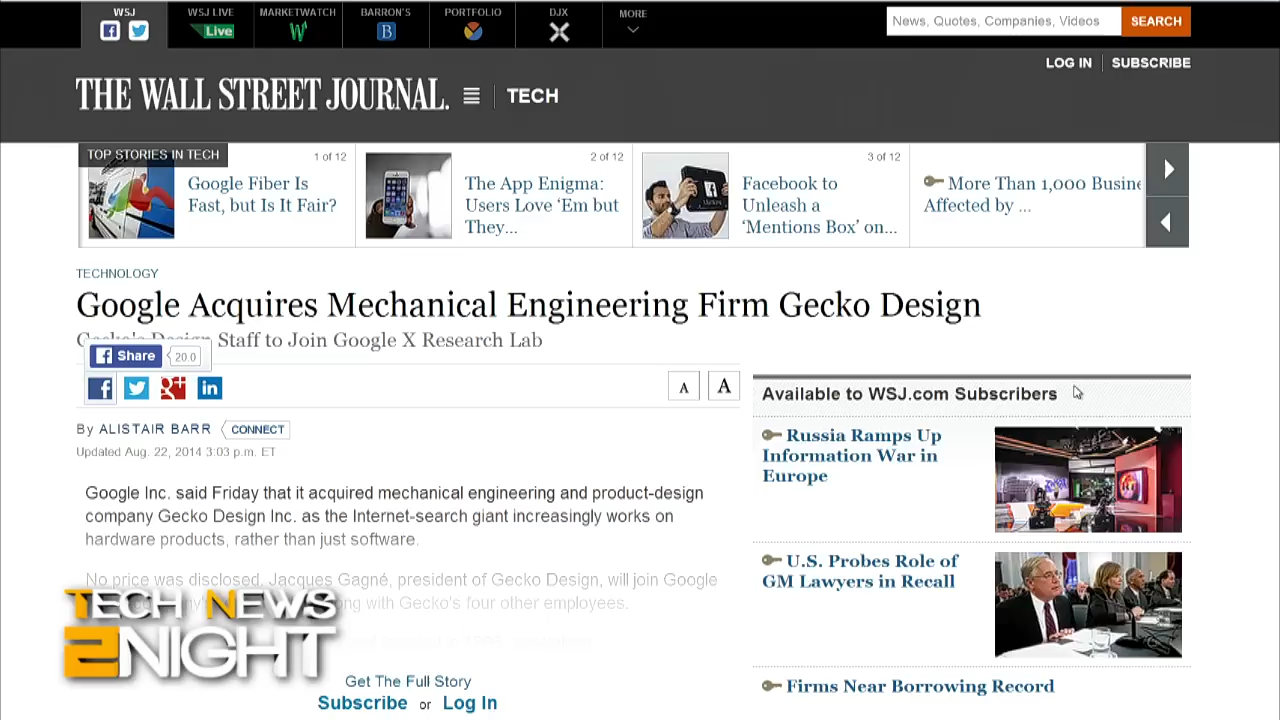 WSJ
WSJ LIVE
MARKETWATCH
BARRON'S
PORTFOLIO
DJX
MORE
Live
B
News, Quotes, Companies, Videos
SEARCH
LOG IN
SUBSCRIBE
THE WALL STREET JOURNAL.
TECH
TOP STORIES IN TECH
1 of 12
Google Fiber Is
Fast, but Is It Fair?
2 of 12
The App Enigma:
Users Love ‘Em but
They...
3 of 12
Facebook to
Unleash a
‘Mentions Box’ on...
More Than 1,000 Busine
Affected by ...
TECHNOLOGY
Google Acquires Mechanical Engineering Firm Gecko Design
Gecko's Design Staff to Join Google X Research Lab
Share
20.0
A
A
By ALISTAIR BARR
CONNECT
Updated Aug. 22, 2014 3:03 p.m. ET
Google Inc. said Friday that it acquired mechanical engineering and product-design
company Gecko Design Inc. as the Internet-search giant increasingly works on
hardware products, rather than just software.
No price was disclosed. Jacques Gagné, president of Gecko Design, will join Google
with Gecko's four other employees.
TECH NEWS
2NIGHT
Get The Full Story
Subscribe or Log In
Available to WSJ.com Subscribers
Russia Ramps Up
Information War in
Europe
U.S. Probes Role of
GM Lawyers in Recall
Firms Near Borrowing Record